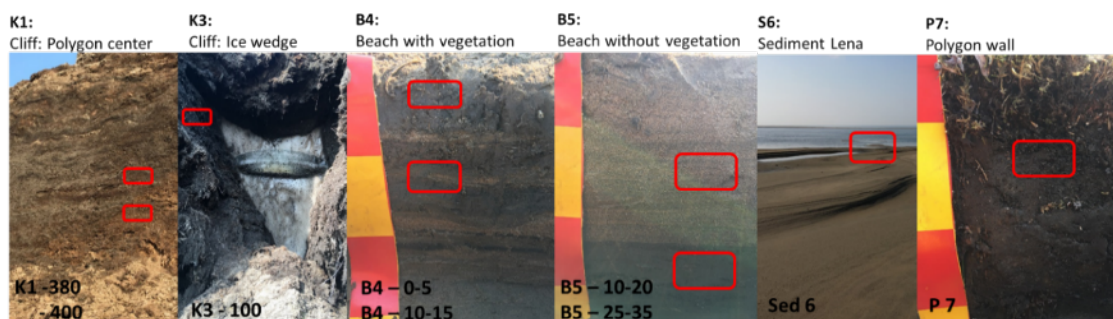 K1:
Cliff: Polygon center
K3:
Cliff: Ice wedge
B4:
Beach with vegetation
B5:
Beach without vegetation
S6:
Sediment Lena
P7:
Polygon wall
K1 -380
- 400
K3 - 100
B4 – 0-5
B4 – 10-15
B5 – 10-20
B5 – 25-35
Sed 6
P 7